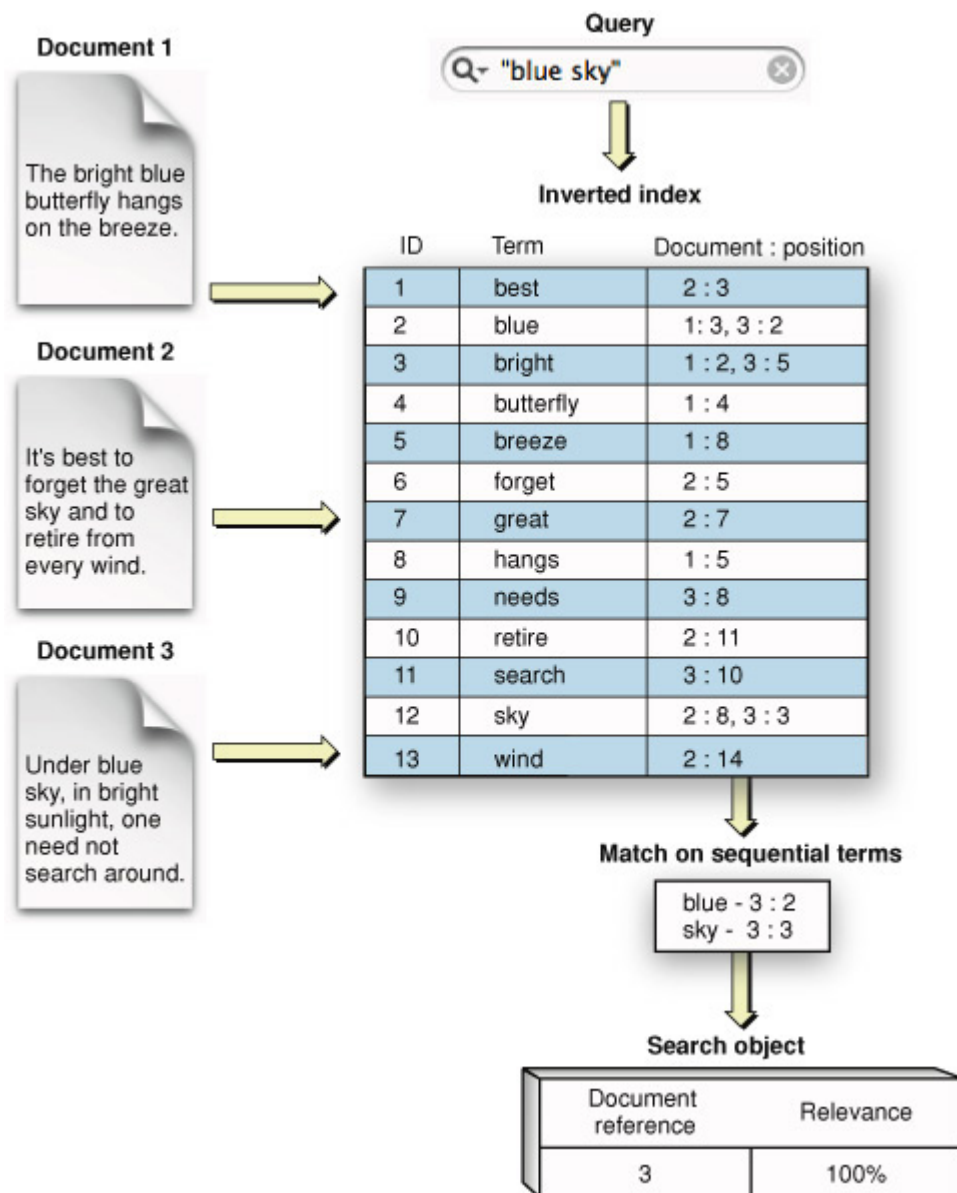 Document 1
The bright blue
butterfly hangs
on the breeze.
Document 2
It's best to
forget the great
sky and to
retire from
every wind.
Document 3
Under blue
sky, in bright
sunlight, one
need not
search around.
Query
"blue sky"
Inverted index
ID Term Document : position
1 best 2 : 3
2 blue 1: 3, 3 : 2
3 bright 1 : 2, 3 : 5
4 butterfly 1 : 4
5 breeze 1 : 8
6 forget 2 : 5
7 great 2 : 7
8 hangs 1 : 5
9 needs 3 : 8
10 retire 2 : 11
11 search 3 : 10
12 sky 2 : 8, 3 : 3
13 wind 2 : 14
Match on sequential terms
blue - 3 : 2
sky - 3 : 3
Search object
Document
reference
Relevance
3 100%